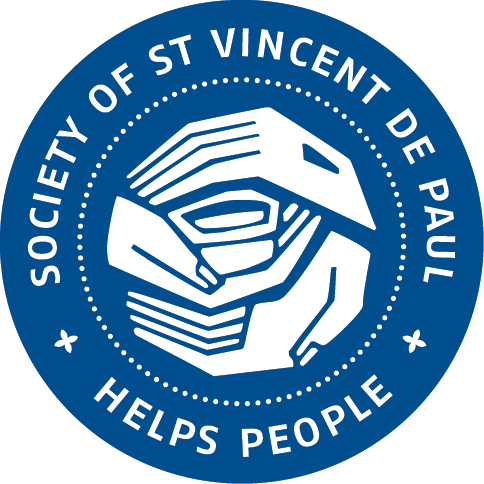 SOCIETY OF ST VINCENT DE PAUL
HELPS PEOPLE